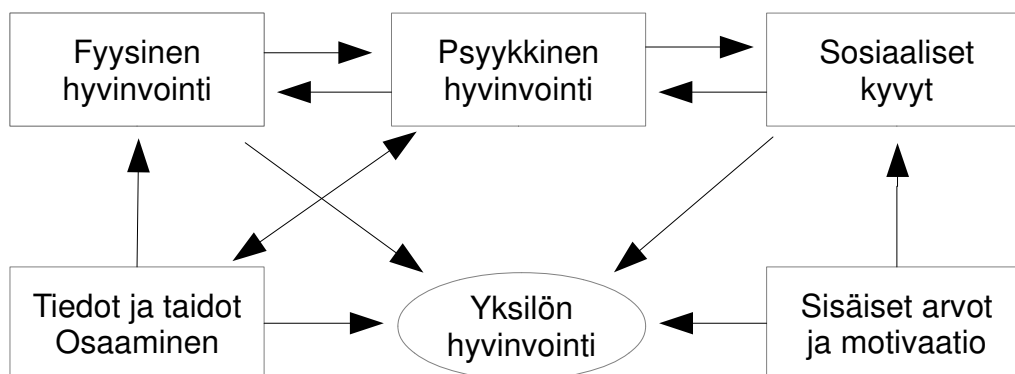 Fyysinen
hyvinvointi
Psyykkinen
hyvinvointi
Sosiaaliset
kyvyt
Tiedot ja taidot
Osaaminen
Yksilön
hyvinvointi
Sisäiset arvot
ja motivaatio